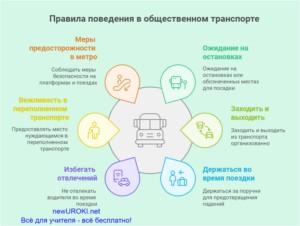 Правила поведения в общественном транспорте
Меры
предосторожности
в метро
Соблюдать меры
безопасности на
платформах и поездах
Ожидание на
остановках
Ожидание на
остановках или
обозначенных местах
для посадки
Вежливость в
переполненном
транспорте
Предоставлять место
нуждающимся в
переполненном
транспорте
Заходить и
выходить
Заходить и выходить
из транспорта
организованно
Избегать
отвлечений
Не отвлекать
водителя во время
поездки
Держаться во
время поездки
Держаться за поручни
для предотвращения
падений
newUROKI.net
Всё для учителя - всё бесплатно!